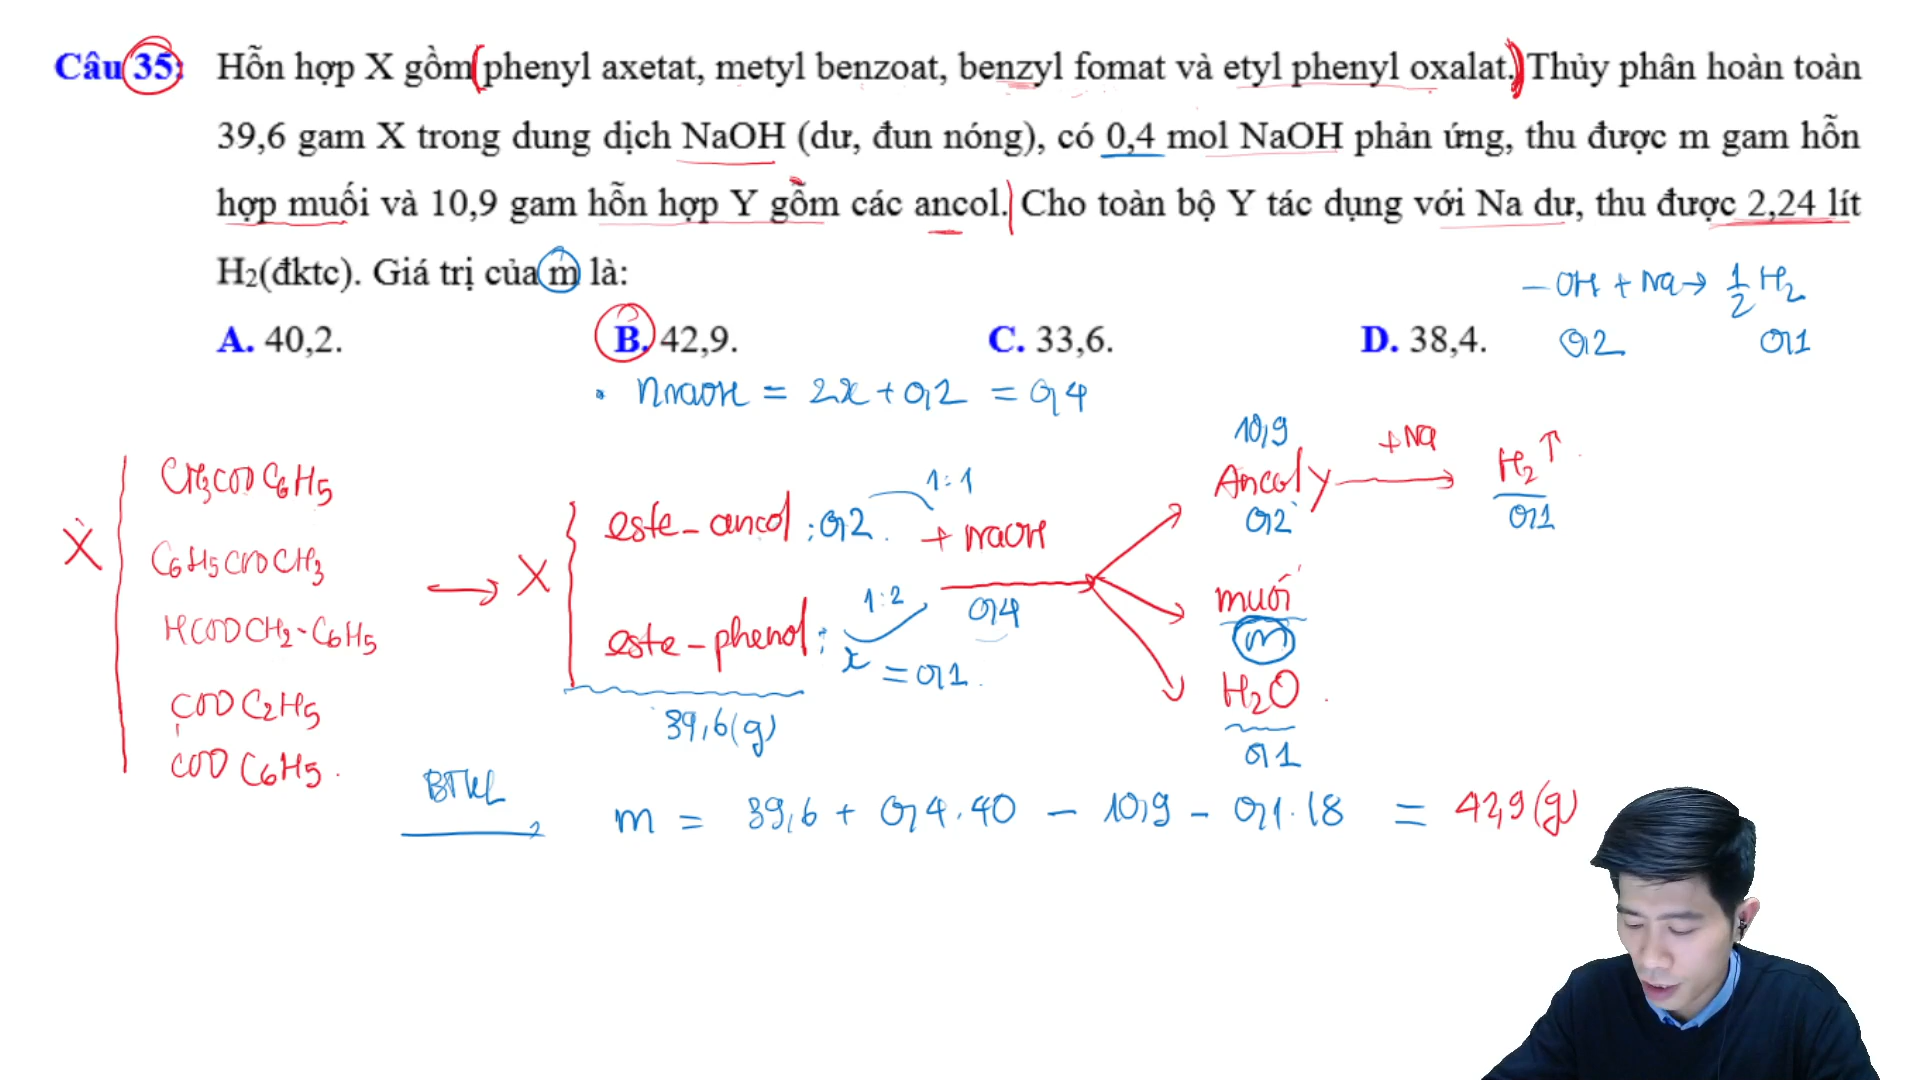 Câu 35: Hỗn hợp X gồm (phenyl axetat, metyl benzoat, benzyl fomat và etyl phenyl oxalat.) Thủy phân hoàn toàn
39,6 gam X trong dung dịch NaOH (dư, đun nóng), có 0,4 mol NaOH phản ứng, thu được m gam hỗn
hợp muối và 10,9 gam hỗn hợp Y gồm các ancol. Cho toàn bộ Y tác dụng với Na dư, thu được 2,24 lít
H₂(đktc). Giá trị của m là:
– OH + Na → 1/2 H₂
0,2 0,1
A. 40,2. B. 42,9. C. 33,6. D. 38,4.
• nNaOH = 2x + 0,2 = 0,4
X
CH₃COO C₆H₅
C₆H₅COOCH₃
HCOOCH₂-C₆H₅
COO C₂H₅
COO C₆H₅.
→ X
este-ancol : 0,2
1:1
este-phenol : x = 0,1
1:2
39,6(g)
+ NaOH
0,4
10,9
Ancol Y
0,2
+Na
H₂↑
0,1
muối
m
H₂O
0,1
BTKL
m = 39,6 + 0,4.40 – 10,9 – 0,1.18 = 42,9(g)